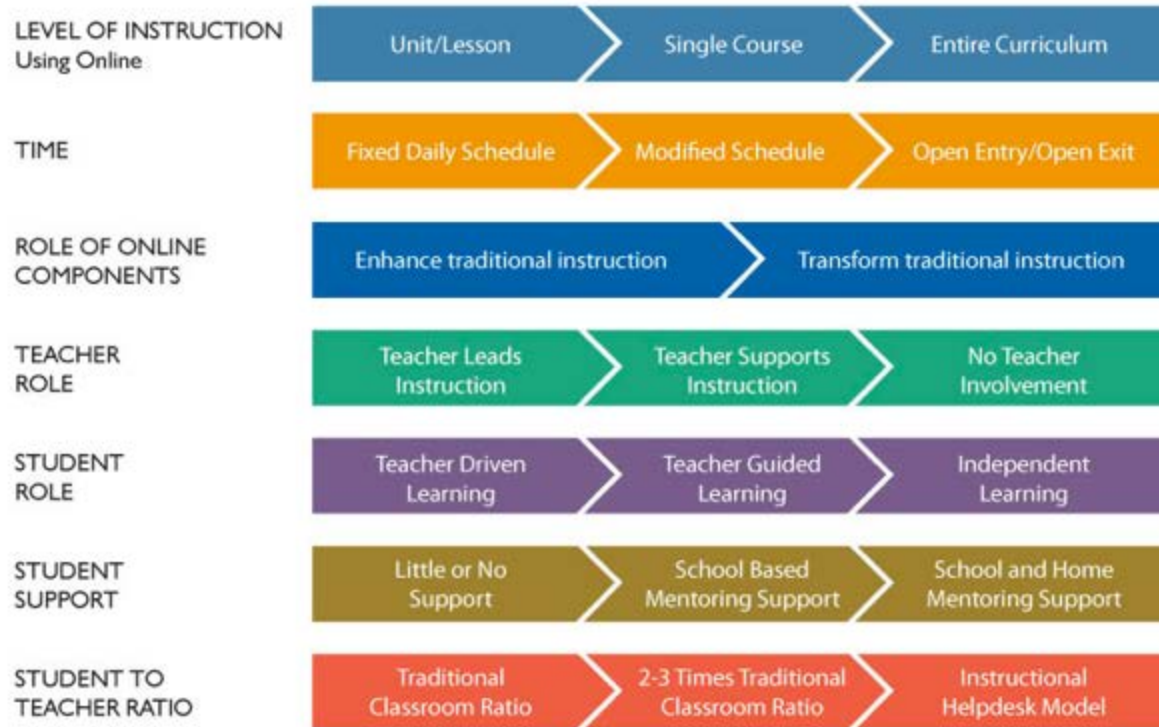 LEVEL OF INSTRUCTION
Using Online
Unit/Lesson
Single Course
Entire Curriculum
TIME
Fixed Daily Schedule
Modified Schedule
Open Entry/Open Exit
ROLE OF ONLINE
COMPONENTS
Enhance traditional instruction
Transform traditional instruction
TEACHER
ROLE
Teacher Leads
Instruction
Teacher Supports
Instruction
No Teacher
Involvement
STUDENT
ROLE
Teacher Driven
Learning
Teacher Guided
Learning
Independent
Learning
STUDENT
SUPPORT
Little or No
Support
School Based
Mentoring Support
School and Home
Mentoring Support
STUDENT TO
TEACHER RATIO
Traditional
Classroom Ratio
2-3 Times Traditional
Classroom Ratio
Instructional
Helpdesk Model